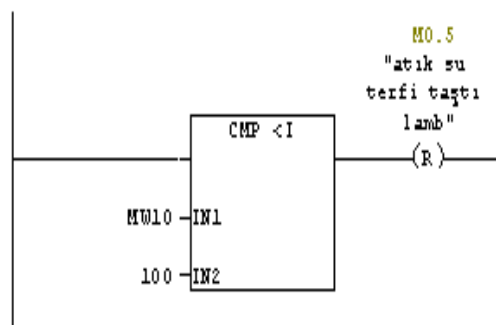 M0.5
"atık su
terfi taştı
lamb"
CMP <I
(R)
MW10 IN1
100 IN2